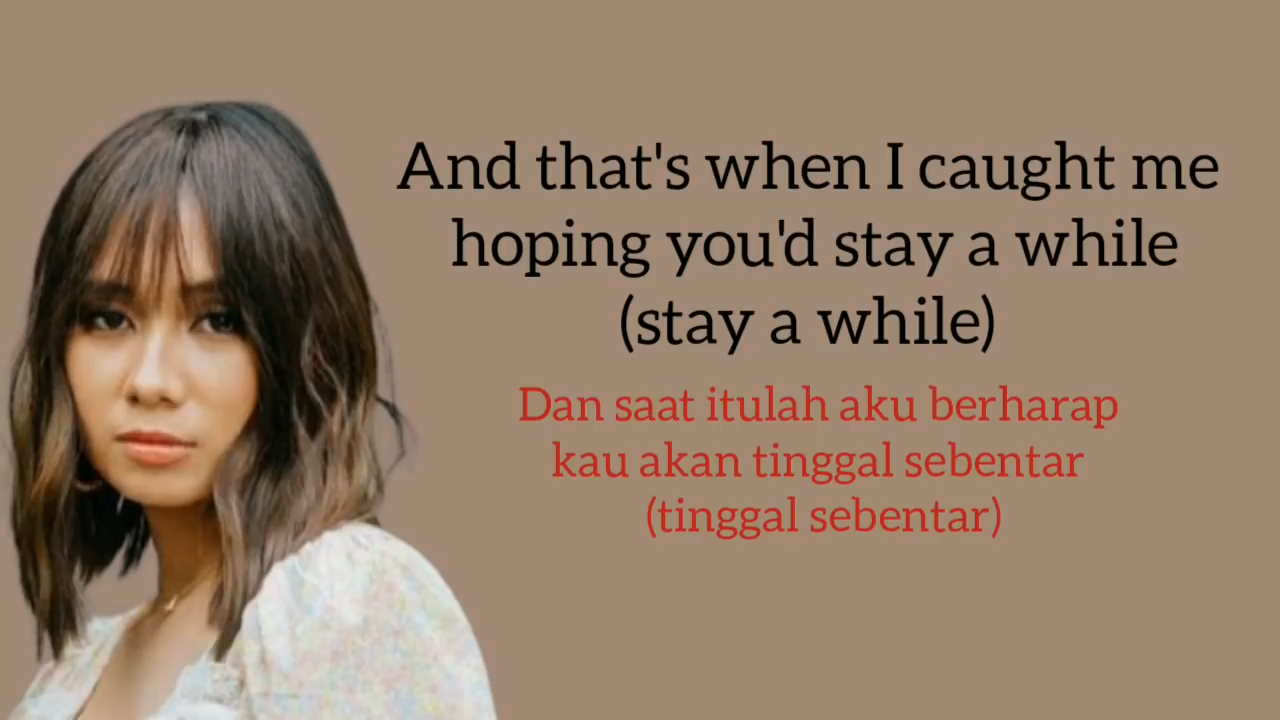 And that's when I caught me
hoping you'd stay a while
(stay a while)
Dan saat itulah aku berharap
kau akan tinggal sebentar
(tinggal sebentar)